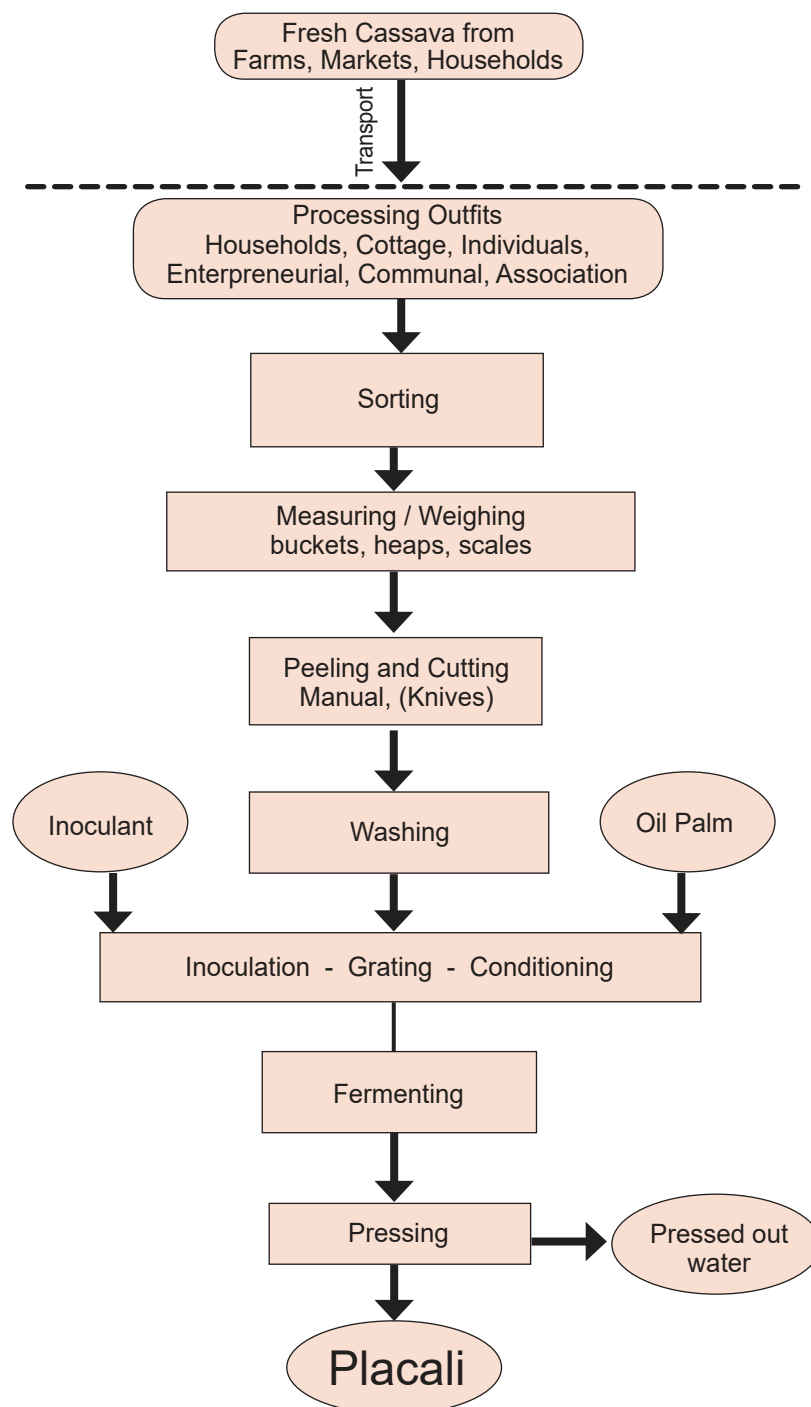 Fresh Cassava from
Farms, Markets, Households
Transport
Processing Outfits
Households, Cottage, Individuals,
Enterpreneurial, Communal, Association
Sorting
Measuring / Weighing
buckets, heaps, scales
Peeling and Cutting
Manual, (Knives)
Inoculant
Washing
Oil Palm
Inoculation - Grating - Conditioning
Fermenting
Pressing
Pressed out
water
Placali